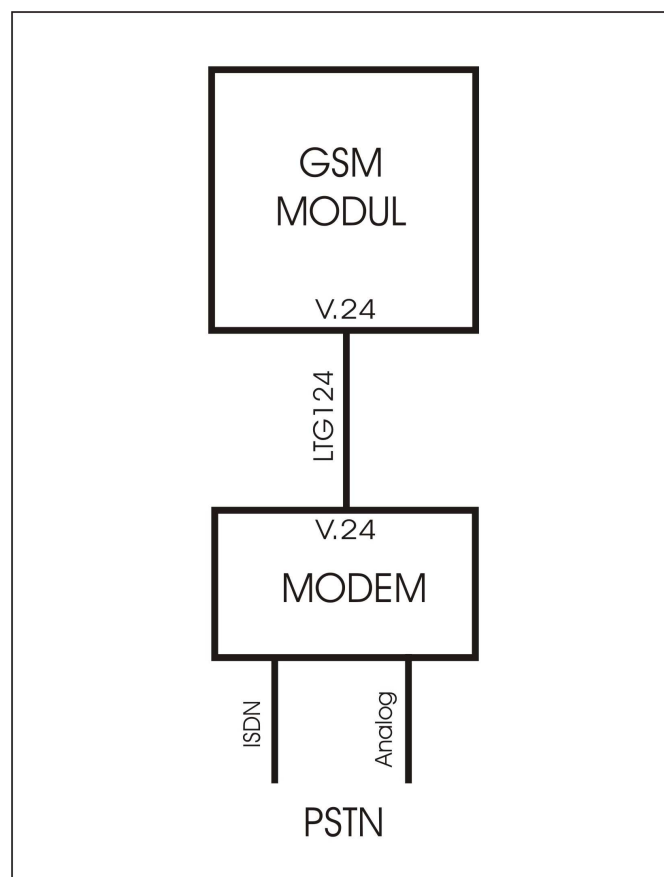 GSM
MODUL
V.24
LTG124
V.24
MODEM
ISDN
Analog
PSTN